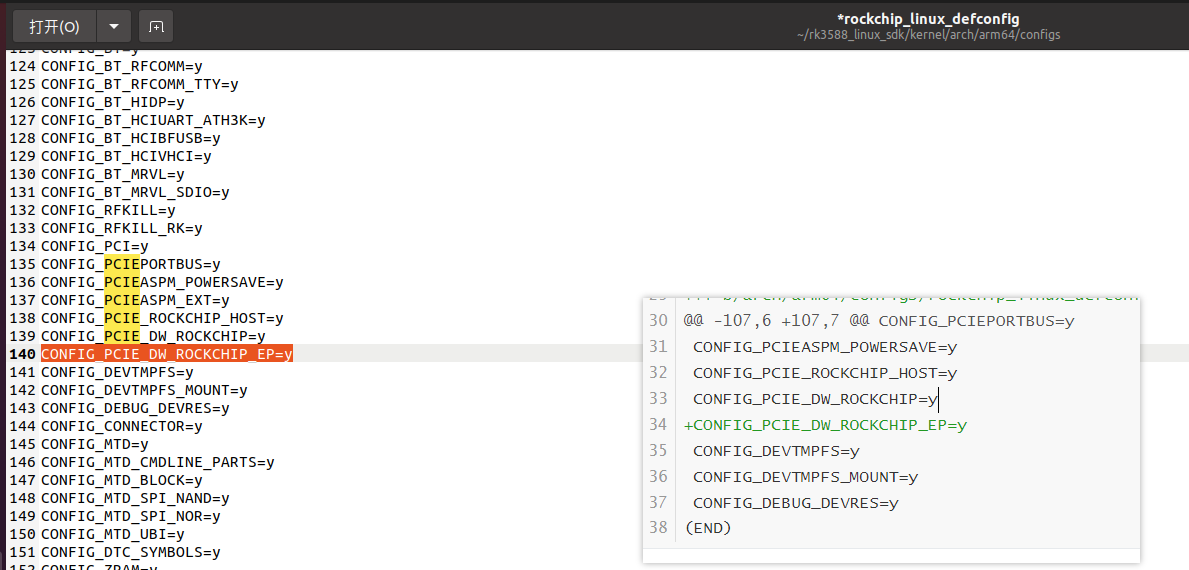 打开(O)
*rockchip_linux_defconfig
~/rk3588_linux_sdk/kernel/arch/arm64/configs
124 CONFIG_BT_RFCOMM=y
125 CONFIG_BT_RFCOMM_TTY=y
126 CONFIG_BT_HIDP=y
127 CONFIG_BT_HCIUART_ATH3K=y
128 CONFIG_BT_HCIBFUSB=y
129 CONFIG_BT_HCIVHCI=y
130 CONFIG_BT_MRVL=y
131 CONFIG_BT_MRVL_SDIO=y
132 CONFIG_RFKILL=y
133 CONFIG_RFKILL_RK=y
134 CONFIG_PCI=y
135 CONFIG_PCIEPORTBUS=y
136 CONFIG_PCIEASPM_POWERSAVE=y
137 CONFIG_PCIEASPM_EXT=y
138 CONFIG_PCIE_ROCKCHIP_HOST=y
139 CONFIG_PCIE_DW_ROCKCHIP=y
140 CONFIG_PCIE_DW_ROCKCHIP_EP=y
141 CONFIG_DEVTMPFS=y
142 CONFIG_DEVTMPFS_MOUNT=y
143 CONFIG_DEBUG_DEVRES=y
144 CONFIG_CONNECTOR=y
145 CONFIG_MTD=y
146 CONFIG_MTD_CMDLINE_PARTS=y
147 CONFIG_MTD_BLOCK=y
148 CONFIG_MTD_SPI_NAND=y
149 CONFIG_MTD_SPI_NOR=y
150 CONFIG_MTD_UBI=y
151 CONFIG_DTC_SYMBOLS=y
152 CONFIG_ZRAM=y
30 @@ -107,6 +107,7 @@ CONFIG_PCIEPORTBUS=y
31 CONFIG_PCIEASPM_POWERSAVE=y
32 CONFIG_PCIE_ROCKCHIP_HOST=y
33 CONFIG_PCIE_DW_ROCKCHIP=y
34 +CONFIG_PCIE_DW_ROCKCHIP_EP=y
35 CONFIG_DEVTMPFS=y
36 CONFIG_DEVTMPFS_MOUNT=y
37 CONFIG_DEBUG_DEVRES=y
38 (END)